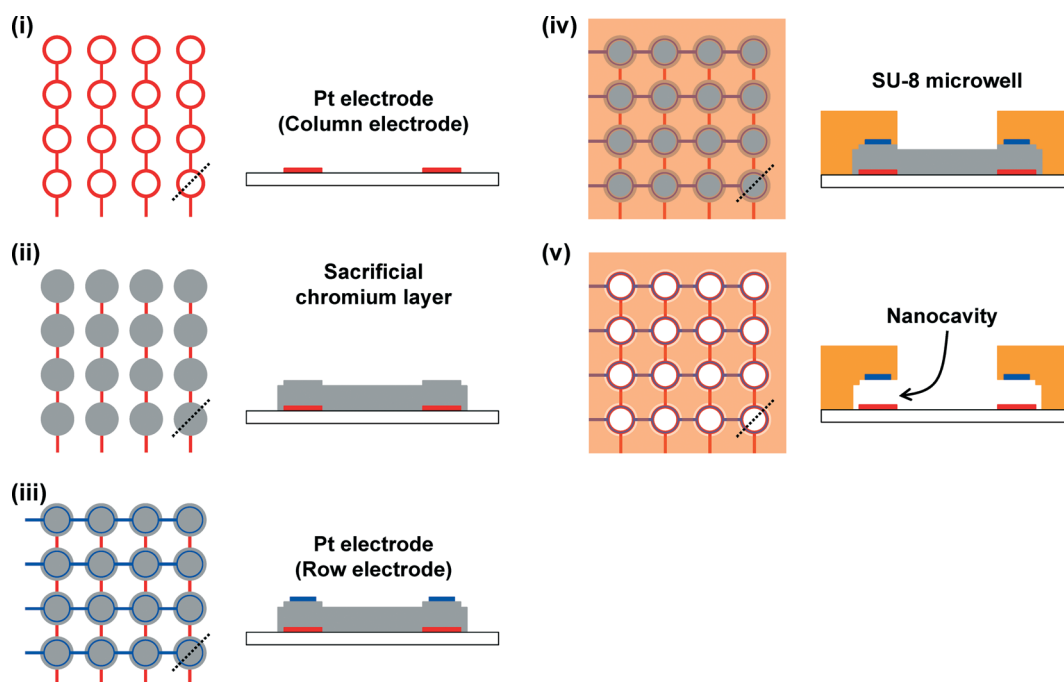 (i)
Pt electrode
(Column electrode)
(ii)
Sacrificial
chromium layer
(iii)
Pt electrode
(Row electrode)
(iv)
SU-8 microwell
(v)
Nanocavity